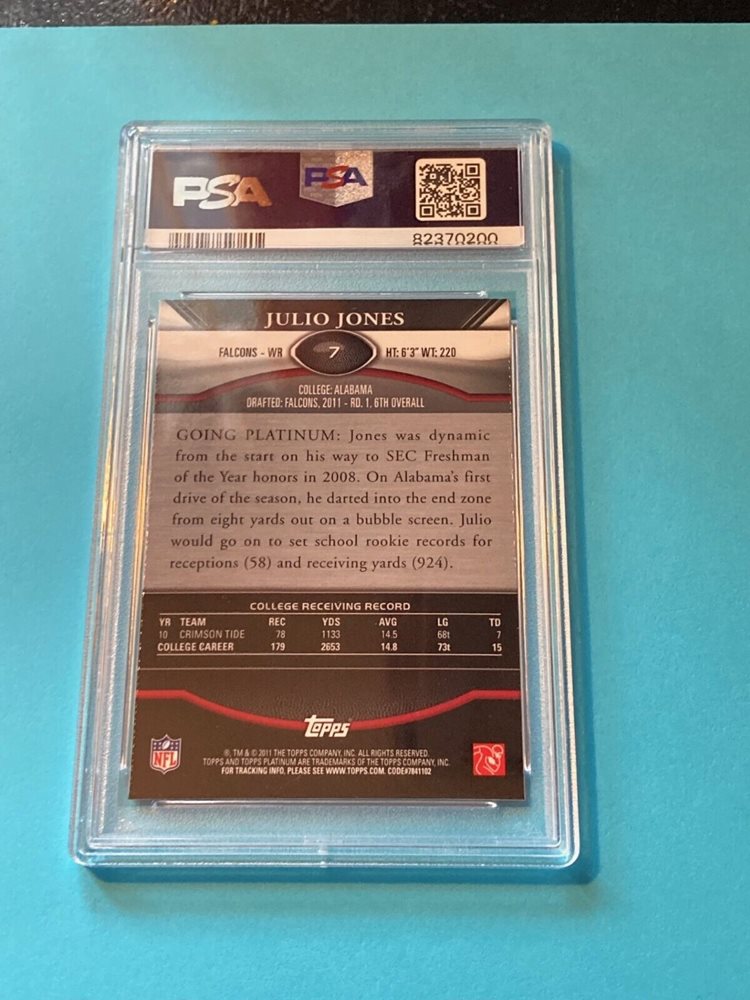 PSA PSA
82370200
JULIO JONES
FALCONS - WR 7 HT: 6'3" WT: 220
COLLEGE: ALABAMA
DRAFTED: FALCONS, 2011 - RD. 1, 6TH OVERALL
GOING PLATINUM: Jones was dynamic
from the start on his way to SEC Freshman
of the Year honors in 2008. On Alabama's first
drive of the season, he darted into the end zone
from eight yards out on a bubble screen. Julio
would go on to set school rookie records for
receptions (58) and receiving yards (924).
COLLEGE RECEIVING RECORD
YR TEAM REC YDS AVG LG TD
10 CRIMSON TIDE 78 1133 14.5 68t 7
COLLEGE CAREER 179 2653 14.8 73t 15
topps
NFL
®, TM & © 2011 THE TOPPS COMPANY, INC. ALL RIGHTS RESERVED.
TOPPS AND TOPPS PLATINUM ARE TRADEMARKS OF THE TOPPS COMPANY, INC.
FOR TRACKING INFO, PLEASE SEE WWW.TOPPS.COM. CODE#7841102